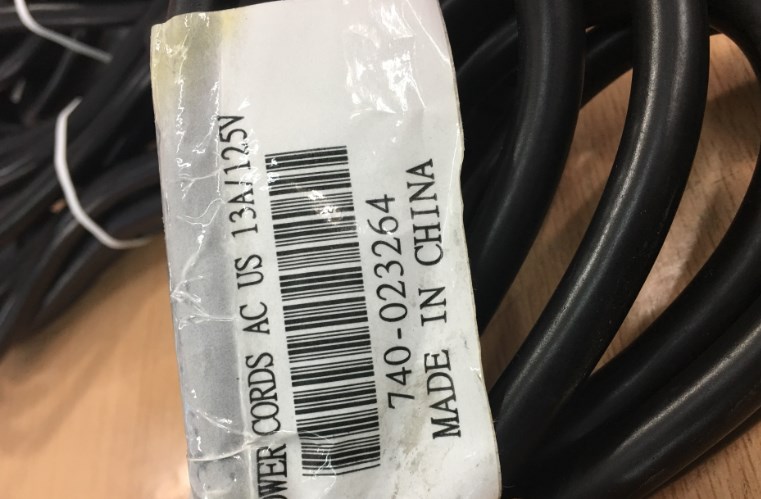 OWER CORDS AC US 13A/125V
740-023264
MADE IN CHINA